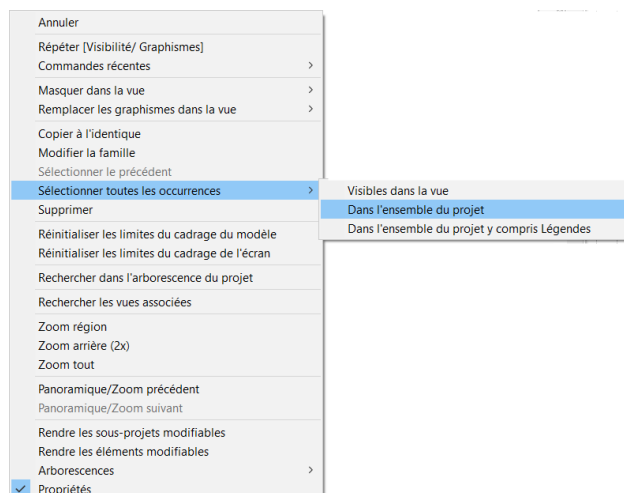 Annuler
Répéter [Visibilité/ Graphismes]
Commandes récentes
Masquer dans la vue
Remplacer les graphismes dans la vue
Copier à l'identique
Modifier la famille
Sélectionner le précédent
Sélectionner toutes les occurrences
Supprimer
Réinitialiser les limites du cadrage du modèle
Réinitialiser les limites du cadrage de l'écran
Rechercher dans l'arborescence du projet
Rechercher les vues associées
Zoom région
Zoom arrière (2x)
Zoom tout
Panoramique/Zoom précédent
Panoramique/Zoom suivant
Rendre les sous-projets modifiables
Rendre les éléments modifiables
Arborescences
Propriétés
Visibles dans la vue
Dans l'ensemble du projet
Dans l'ensemble du projet y compris Légendes